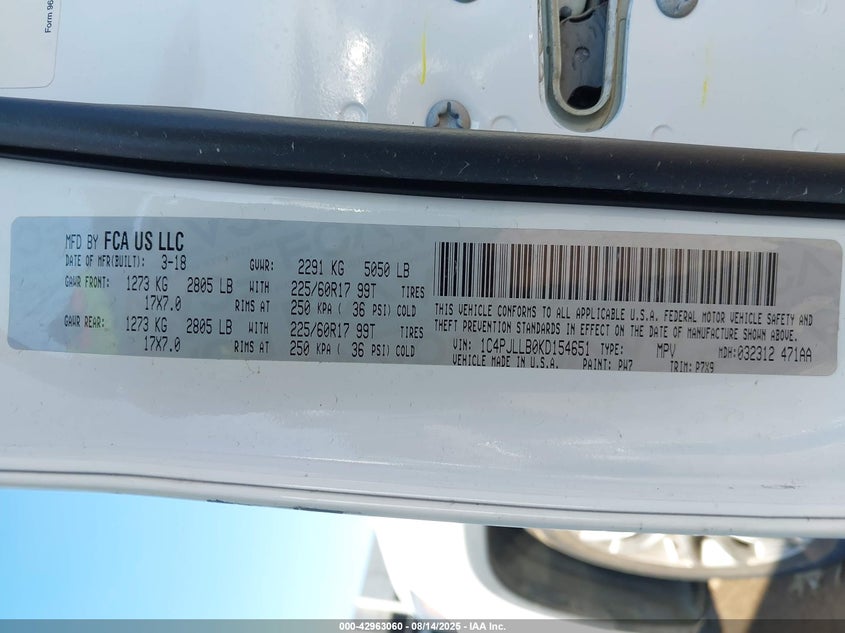 Form 96
MFD BY FCA US LLC
DATE OF MFR(BUILT): 3-18 GVWR: 2291 KG 5050 LB
GAWR FRONT: 1273 KG 2805 LB WITH 225/60R17 99T TIRES
17X7.0 RIMS AT 250 KPA ( 36 PSI) COLD
GAWR REAR: 1273 KG 2805 LB WITH 225/60R17 99T TIRES
17X7.0 RIMS AT 250 KPA ( 36 PSI) COLD
THIS VEHICLE CONFORMS TO ALL APPLICABLE U.S.A. FEDERAL MOTOR VEHICLE SAFETY AND
THEFT PREVENTION STANDARDS IN EFFECT ON THE DATE OF MANUFACTURE SHOWN ABOVE.
VIN: 1C4PJLLB0KD154651 TYPE: MPV MDH: 032312 471AA
VEHICLE MADE IN U.S.A. PAINT: PW7 TRIM: P7X9
000-42963060 - 08/14/2025 - IAA Inc.